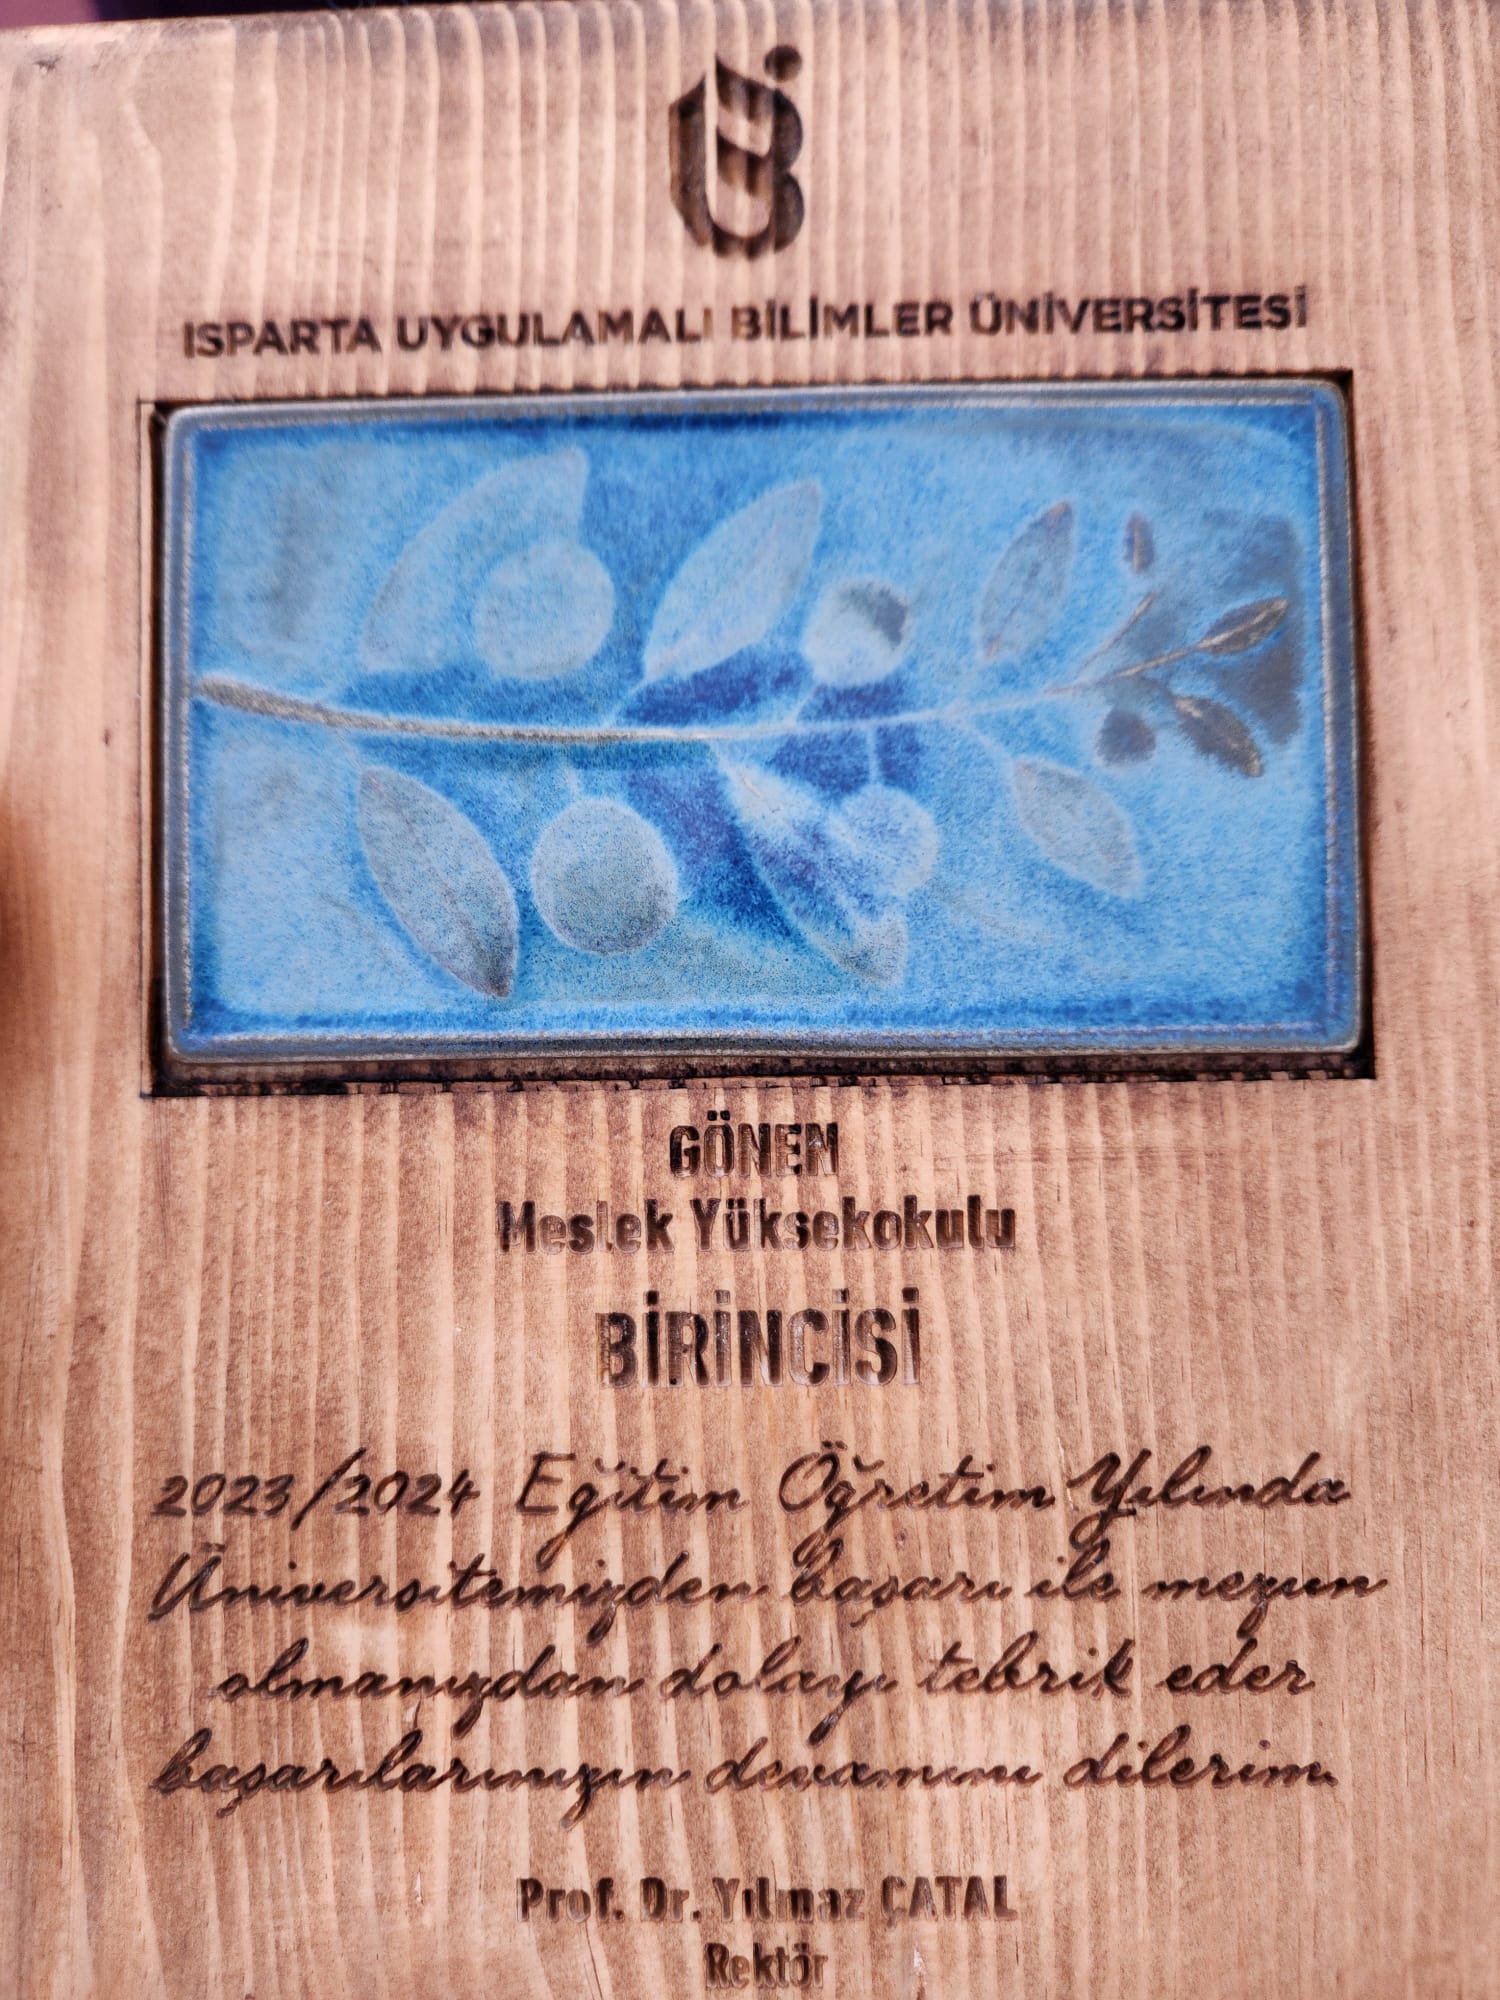 ISPARTA UYGULAMALI BİLİMLER ÜNİVERSİTESİ
GÖNEN
Meslek Yüksekokulu
BİRİNCİSİ
2023/2024 Eğitim Öğretim Yılında
Üniversitemizden başarı ile mezun
olmanızdan dolayı tebrik eder
başarılarınızın devamını dilerim.
Prof. Dr. Yılmaz ÇATAL
Rektör